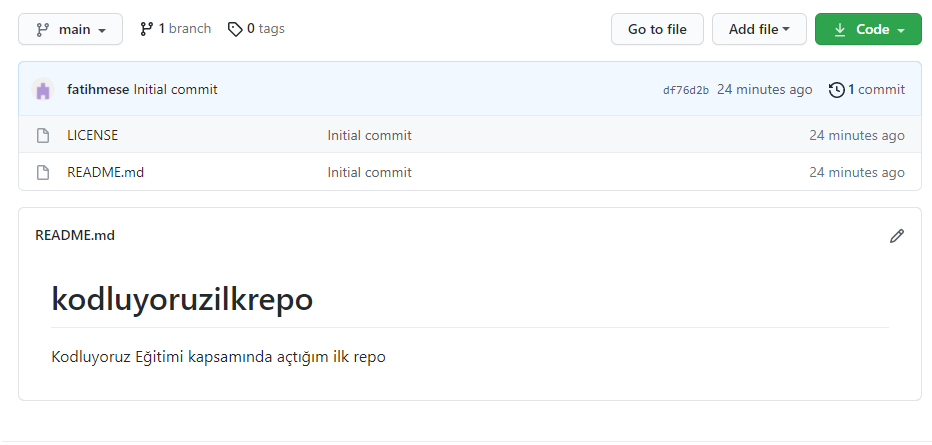 main 1 branch 0 tags Go to file Add file Code
fatihmese Initial commit df76d2b 24 minutes ago 1 commit
LICENSE Initial commit 24 minutes ago
README.md Initial commit 24 minutes ago
README.md
kodluyoruzilkrepo
Kodluyoruz Eğitimi kapsamında açtığım ilk repo